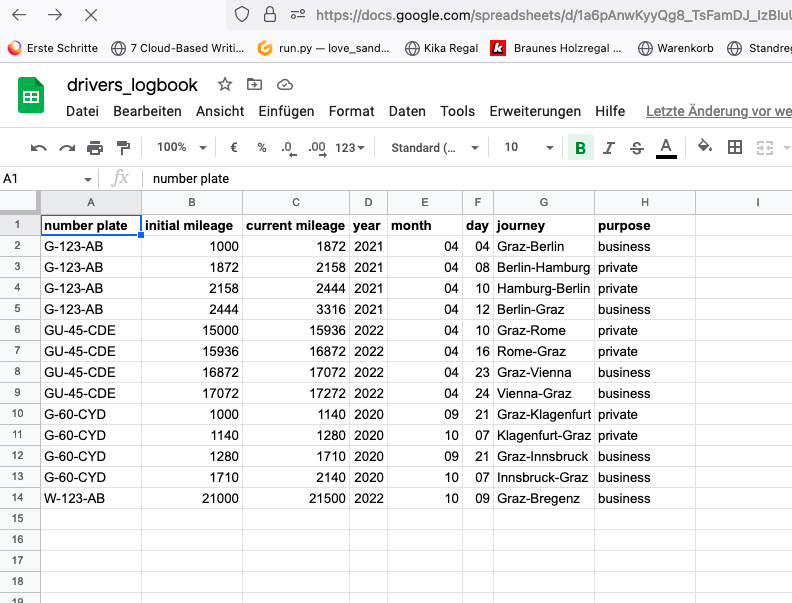 https://docs.google.com/spreadsheets/d/1a6pAnwKyyQg8_TsFamDJ_IzBlu
Erste Schritte 7 Cloud-Based Writi... run.py — love_sand... Kika Regal Braunes Holzregal ... Warenkorb Standreg
drivers_logbook
Datei Bearbeiten Ansicht Einfügen Format Daten Tools Erweiterungen Hilfe Letzte Änderung vor we
100% € % .0 .00 123 Standard (... 10 B I S A
A1 fx number plate
A B C D E F G H I
1 number plate initial mileage current mileage year month day journey purpose
2 G-123-AB 1000 1872 2021 04 04 Graz-Berlin business
3 G-123-AB 1872 2158 2021 04 08 Berlin-Hamburg private
4 G-123-AB 2158 2444 2021 04 10 Hamburg-Berlin private
5 G-123-AB 2444 3316 2021 04 12 Berlin-Graz business
6 GU-45-CDE 15000 15936 2022 04 10 Graz-Rome private
7 GU-45-CDE 15936 16872 2022 04 16 Rome-Graz private
8 GU-45-CDE 16872 17072 2022 04 23 Graz-Vienna business
9 GU-45-CDE 17072 17272 2022 04 24 Vienna-Graz business
10 G-60-CYD 1000 1140 2020 09 21 Graz-Klagenfurt private
11 G-60-CYD 1140 1280 2020 10 07 Klagenfurt-Graz private
12 G-60-CYD 1280 1710 2020 09 21 Graz-Innsbruck business
13 G-60-CYD 1710 2140 2020 10 07 Innsbruck-Graz business
14 W-123-AB 21000 21500 2022 10 09 Graz-Bregenz business
15
16
17
18
19